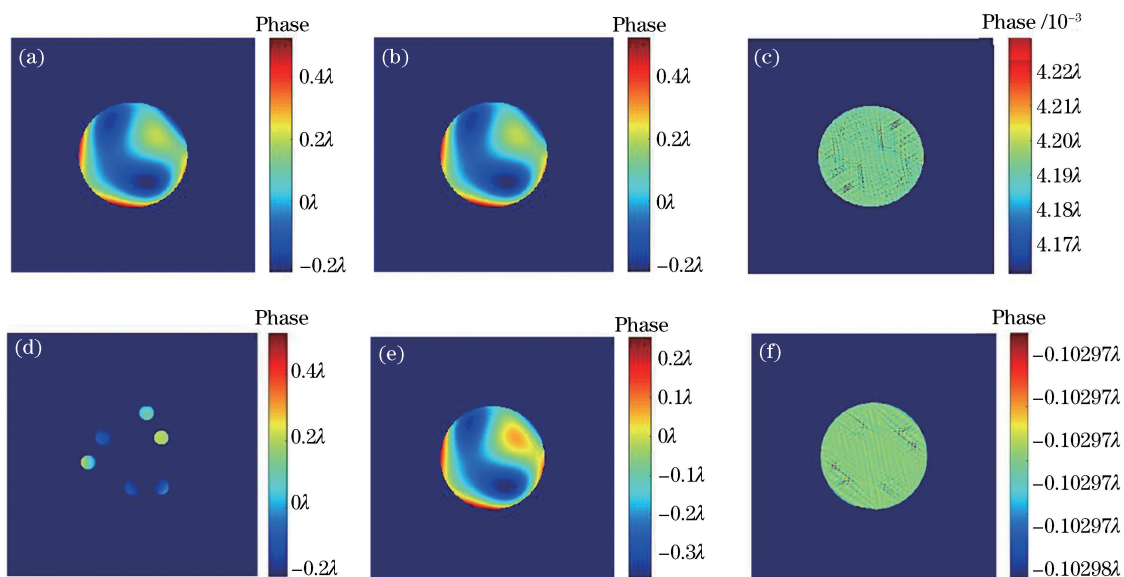 Phase
(a)
0.4λ
0.2λ
0λ
−0.2λ
Phase
(b)
0.4λ
0.2λ
0λ
−0.2λ
Phase /10⁻³
(c)
4.22λ
4.21λ
4.20λ
4.19λ
4.18λ
4.17λ
Phase
(d)
0.4λ
0.2λ
0λ
−0.2λ
Phase
(e)
0.2λ
0.1λ
0λ
−0.1λ
−0.2λ
−0.3λ
Phase
(f)
−0.10297λ
−0.10297λ
−0.10297λ
−0.10297λ
−0.10297λ
−0.10298λ